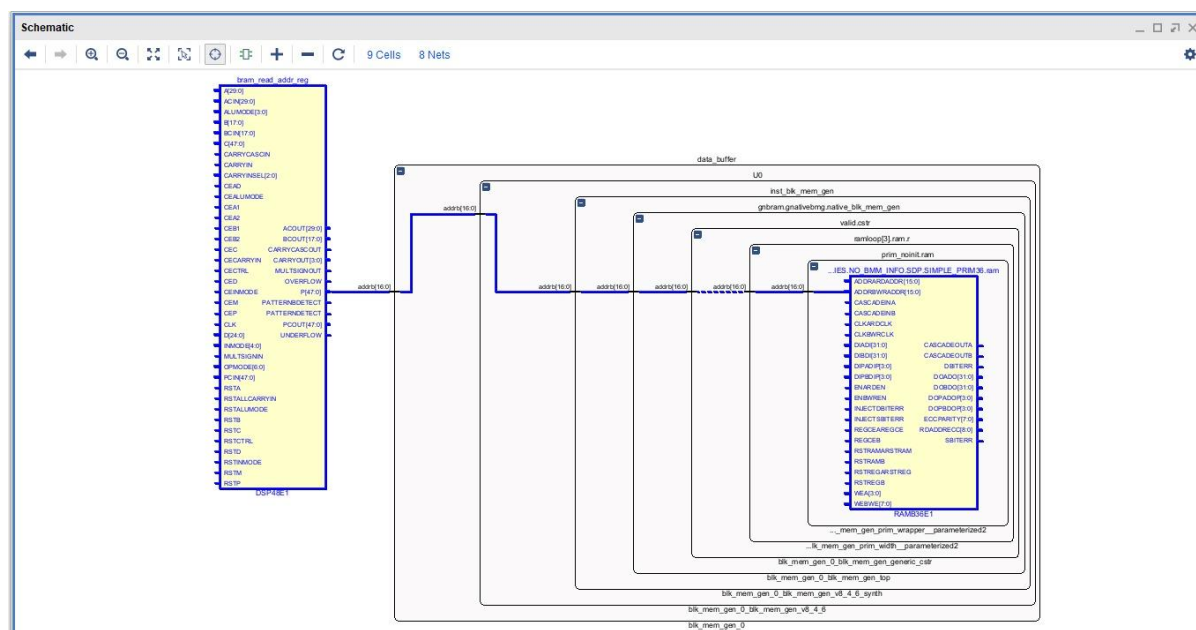 Schematic
9 Cells 8 Nets
bram_read_addr_reg
A[29:0]
ACIN[29:0]
ALUMODE[3:0]
B[17:0]
BCIN[17:0]
C[47:0]
CARRYCASCIN
CARRYIN
CARRYINSEL[2:0]
CEAD
CEALUMODE
CEA1
CEA2
CEB1 ACOUT[29:0]
CEB2 BCOUT[17:0]
CEC CARRYCASCOUT
CECARRYIN CARRYOUT[3:0]
CECTRL MULTSIGNOUT
CED OVERFLOW
CEINMODE P[47:0]
CEM PATTERNBDETECT
CEP PATTERNDETECT
CLK PCOUT[47:0]
D[24:0] UNDERFLOW
INMODE[4:0]
MULTSIGNIN
OPMODE[6:0]
PCIN[47:0]
RSTA
RSTALLCARRYIN
RSTALUMODE
RSTB
RSTC
RSTCTRL
RSTD
RSTINMODE
RSTM
RSTP
DSP48E1
data_buffer
U0
inst_blk_mem_gen
gnbram.gnativebmg.native_blk_mem_gen
valid.cstr
ramloop[3].ram.r
prim_noinit.ram
...IES.NO_BMM_INFO.SDP.SIMPLE_PRIM36.ram
addrb[16:0]
addrb[16:0] addrb[16:0] addrb[16:0] addrb[16:0] addrb[16:0]
ADDRARDADDR[15:0]
ADDRBWRADDR[15:0]
CASCADEINA
CASCADEINB
CLKARDCLK
CLKBWRCLK
DIADI[31:0] CASCADEOUTA
DIBDI[31:0] CASCADEOUTB
DIPADIP[3:0] DBITERR
DIPBDIP[3:0] DOADO[31:0]
ENARDEN DOBDO[31:0]
ENBWREN DOPADOP[3:0]
INJECTDBITERR DOPBDOP[3:0]
INJECTSBITERR ECCPARITY[7:0]
REGCEAREGCE RDADDRECC[8:0]
REGCEB SBITERR
RSTRAMARSTRAM
RSTRAMB
RSTREGARSTREG
RSTREGB
WEA[3:0]
WEBWE[7:0]
RAMB36E1
..._mem_gen_prim_wrapper__parameterized2
...lk_mem_gen_prim_width__parameterized2
blk_mem_gen_0_blk_mem_gen_generic_cstr
blk_mem_gen_0_blk_mem_gen_top
blk_mem_gen_0_blk_mem_gen_v8_4_6_synth
blk_mem_gen_0_blk_mem_gen_v8_4_6
blk_mem_gen_0